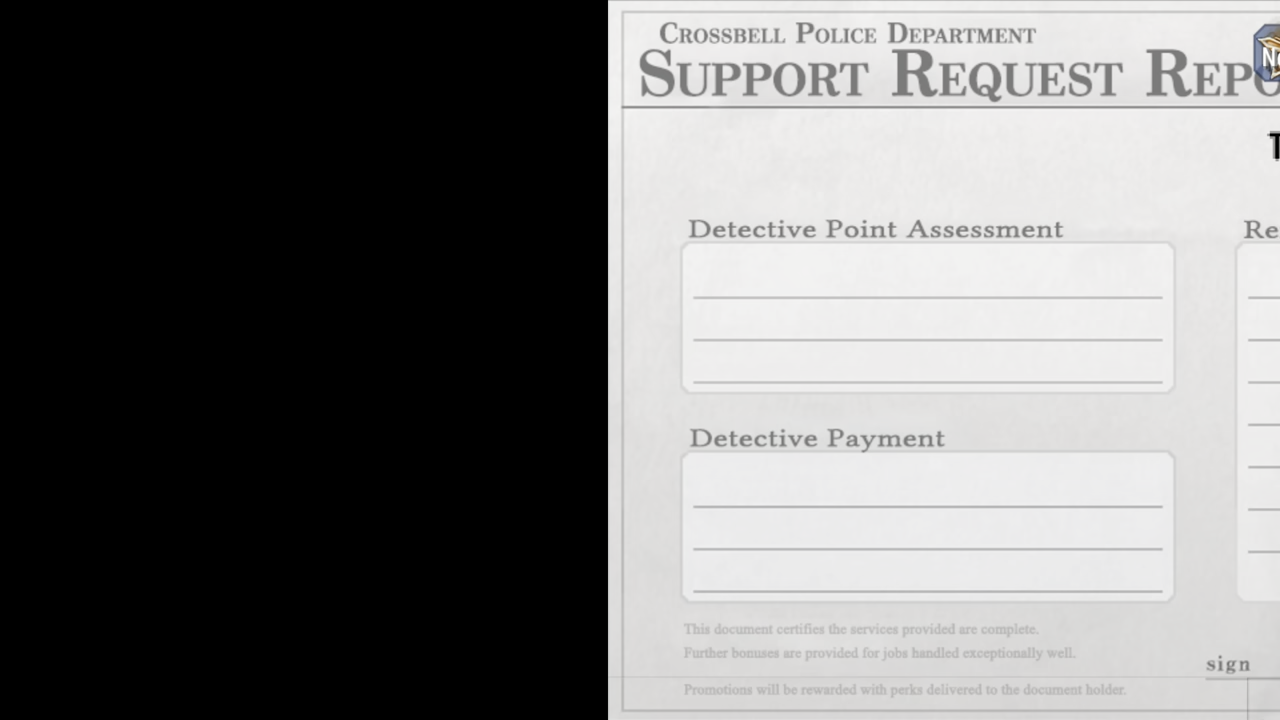 Crossbell Police Department
Support Request Repo
Detective Point Assessment
Re
Detective Payment
This document certifies the services provided are complete.
Further bonuses are provided for jobs handled exceptionally well.
sign
Promotions will be rewarded with perks delivered to the document holder.